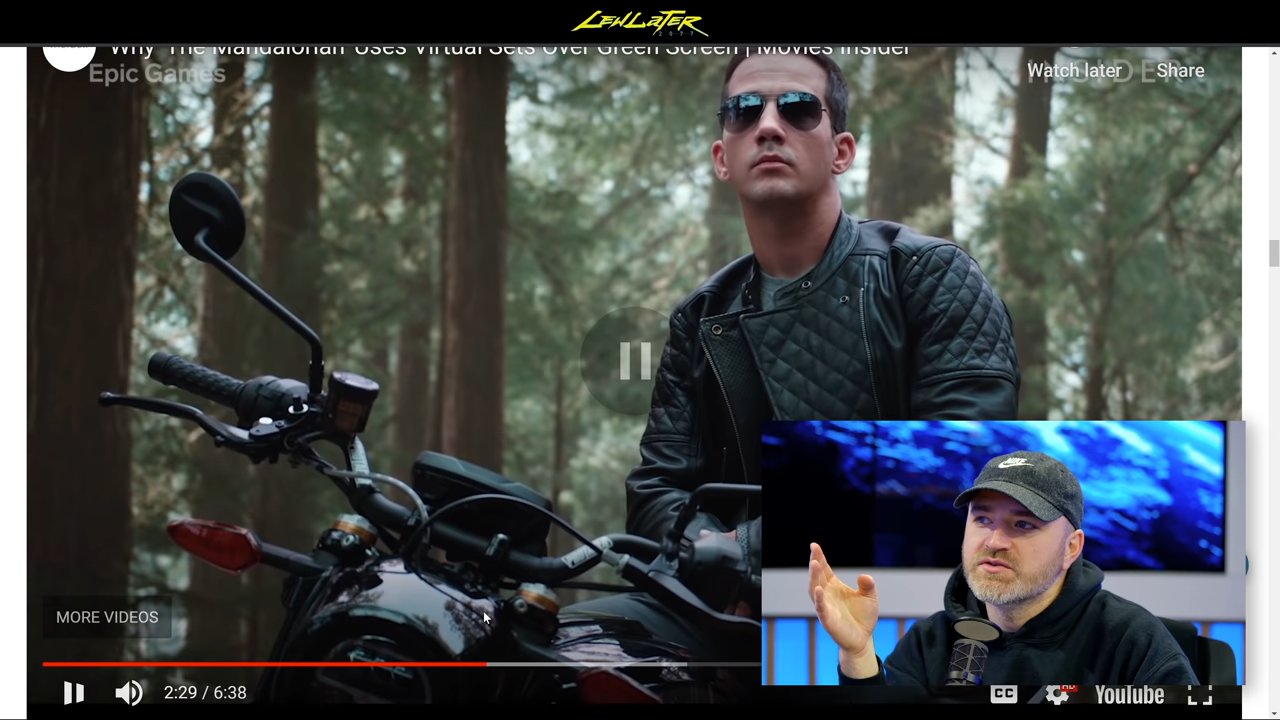 LEWLATER
2077
Why 'The Mandalorian' Uses Virtual Sets Over Green Screen | Movies Insider
Epic Games
Watch later
Share
MORE VIDEOS
NIKE
2:29 / 6:38
CC
HD
YouTube